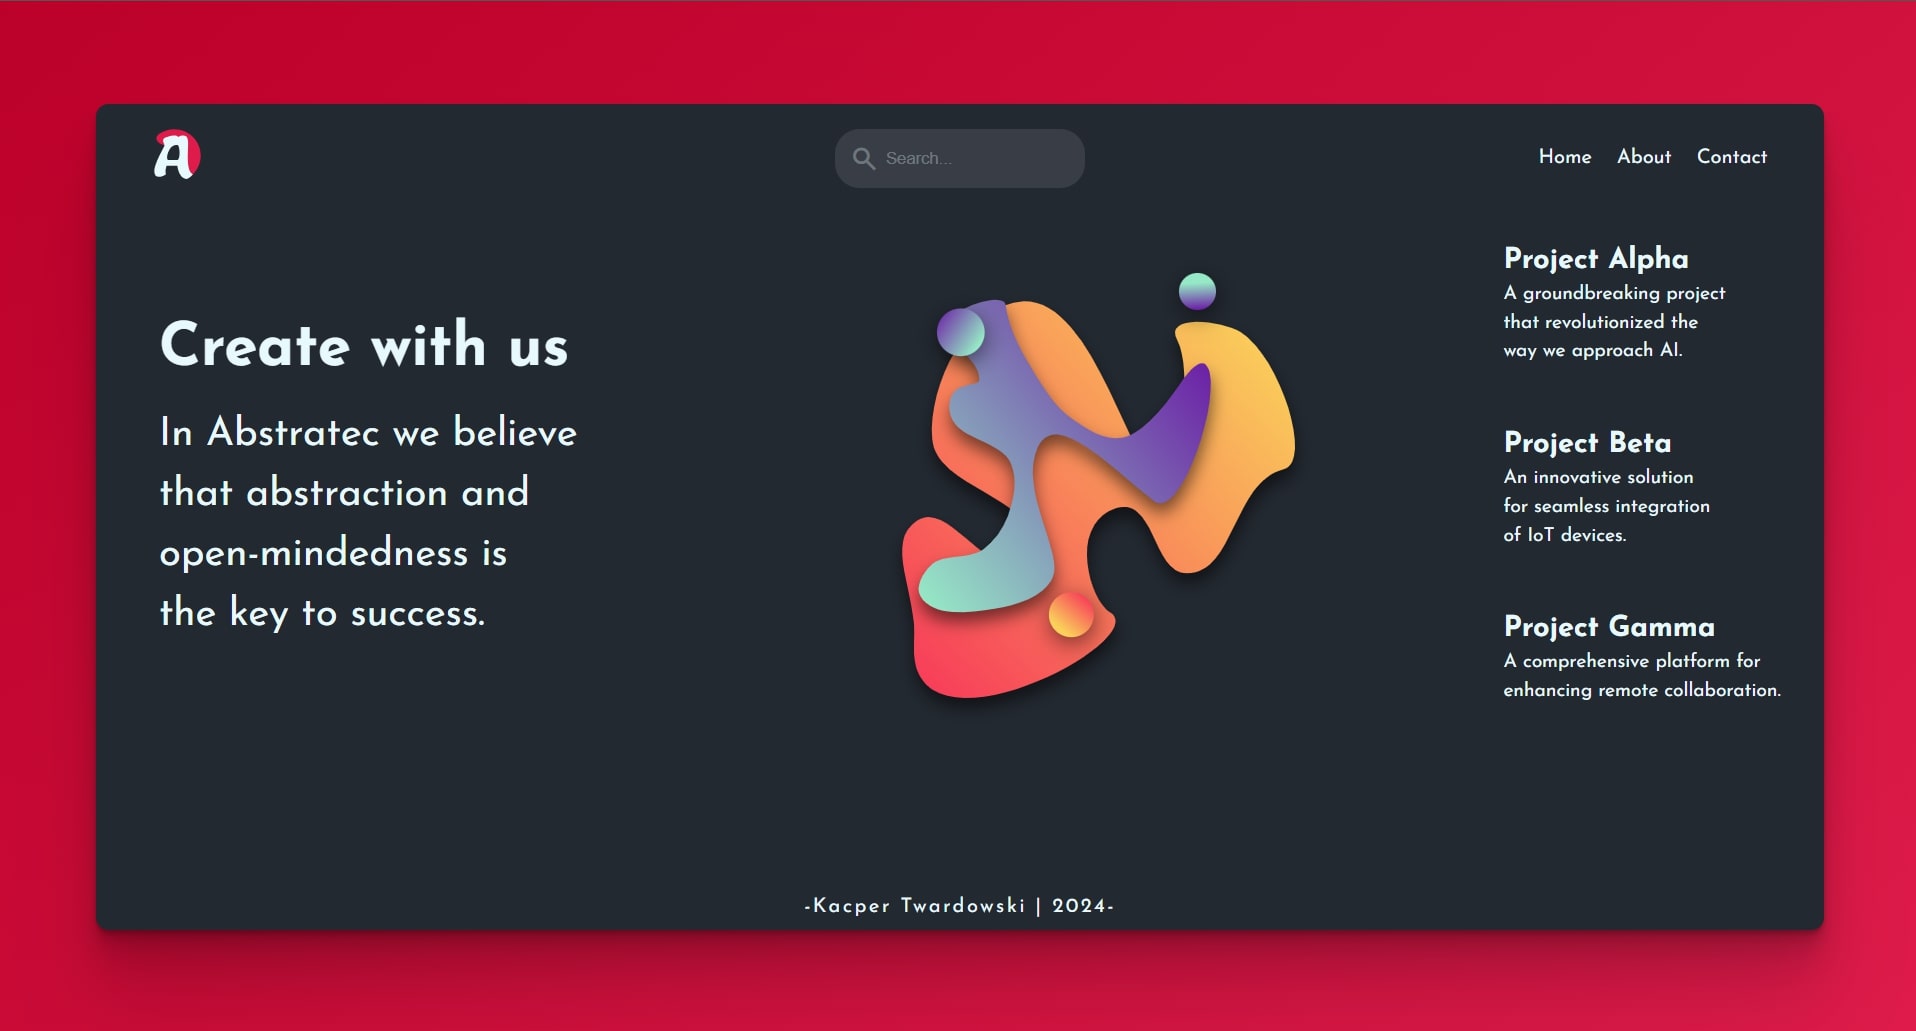 A
Search...
Home About Contact
Create with us
In Abstratec we believe
that abstraction and
open-mindedness is
the key to success.
Project Alpha
A groundbreaking project
that revolutionized the
way we approach AI.
Project Beta
An innovative solution
for seamless integration
of IoT devices.
Project Gamma
A comprehensive platform for
enhancing remote collaboration.
-Kacper Twardowski | 2024-